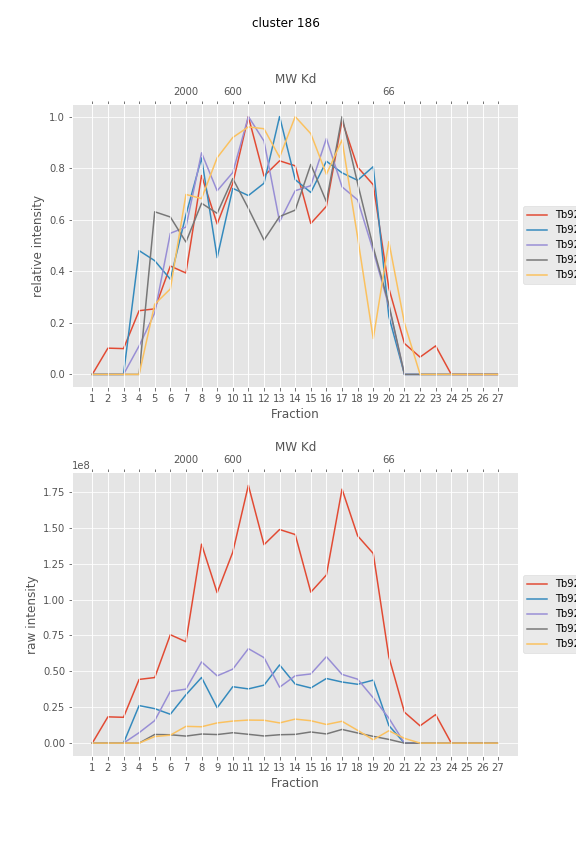 cluster 186
MW Kd
2000 600 66
1.0
0.8
0.6
0.4
0.2
0.0
relative intensity
Tb92
Tb92
Tb92
Tb92
Tb92
1 2 3 4 5 6 7 8 9 10 11 12 13 14 15 16 17 18 19 20 21 22 23 24 25 26 27
Fraction
MW Kd
1e8 2000 600 66
1.75
1.50
1.25
1.00
0.75
0.50
0.25
0.00
raw intensity
Tb92
Tb92
Tb92
Tb92
Tb92
1 2 3 4 5 6 7 8 9 10 11 12 13 14 15 16 17 18 19 20 21 22 23 24 25 26 27
Fraction